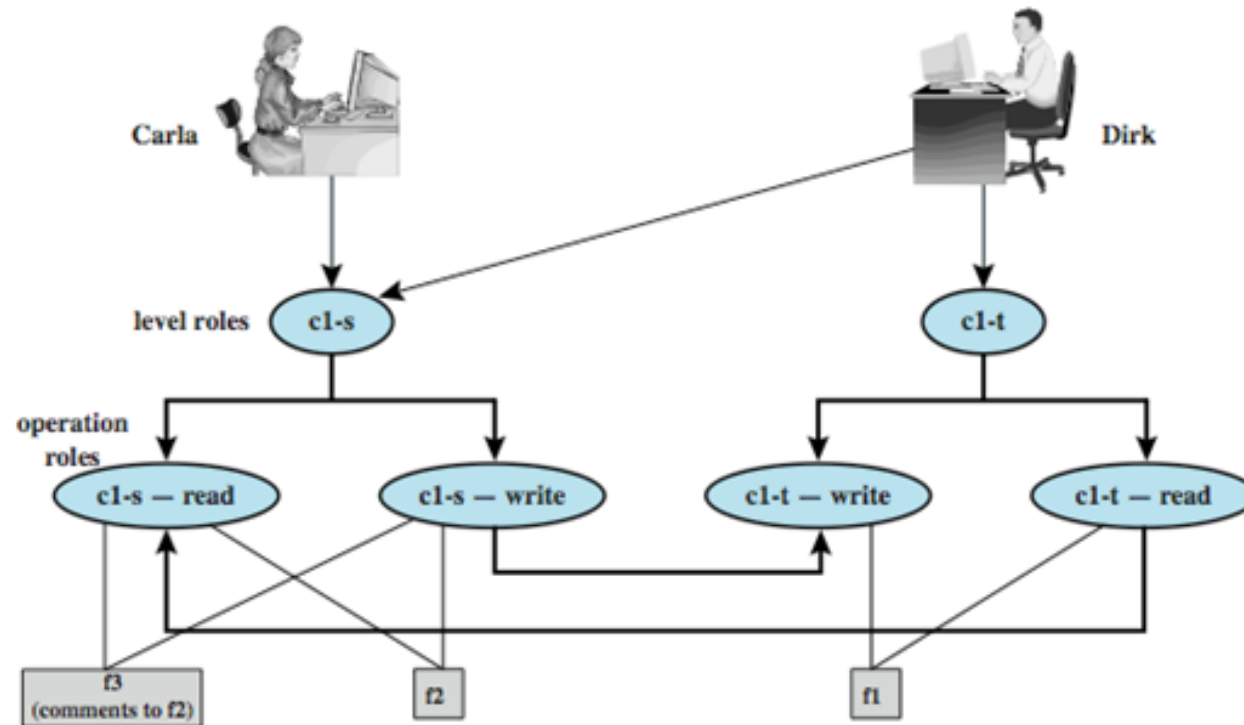 Carla
Dirk
level roles
c1-s
c1-t
operation
roles
c1-s — read
c1-s — write
c1-t — write
c1-t — read
f3
(comments to f2)
f2
f1